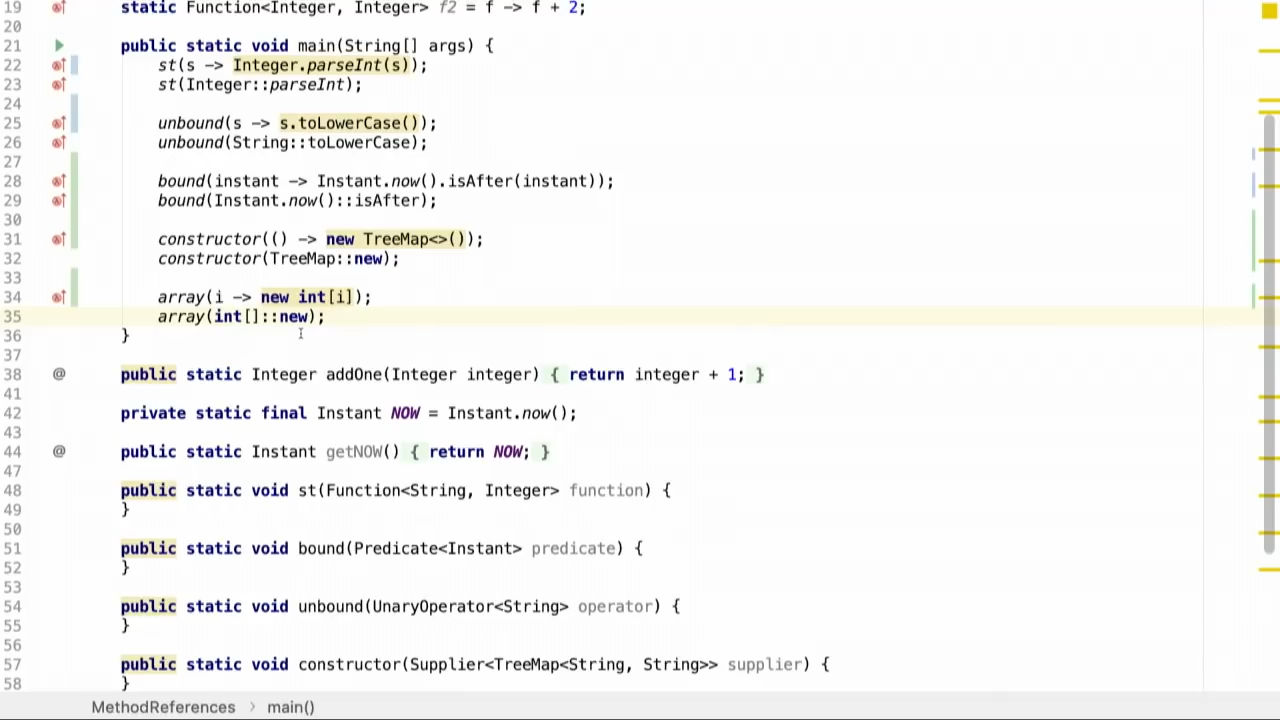 19 static Function<Integer, Integer> f2 = f -> f + 2;
20
21 public static void main(String[] args) {
22 st(s -> Integer.parseInt(s));
23 st(Integer::parseInt);
24
25 unbound(s -> s.toLowerCase());
26 unbound(String::toLowerCase);
27
28 bound(instant -> Instant.now().isAfter(instant));
29 bound(Instant.now()::isAfter);
30
31 constructor(() -> new TreeMap<>());
32 constructor(TreeMap::new);
33
34 array(i -> new int[i]);
35 array(int[]::new);
36 }
37
38 @ public static Integer addOne(Integer integer) { return integer + 1; }
41
42 private static final Instant NOW = Instant.now();
43
44 @ public static Instant getNOW() { return NOW; }
47
48 public static void st(Function<String, Integer> function) {
49 }
50
51 public static void bound(Predicate<Instant> predicate) {
52 }
53
54 public static void unbound(UnaryOperator<String> operator) {
55 }
56
57 public static void constructor(Supplier<TreeMap<String, String>> supplier) {
58 }
MethodReferences > main()